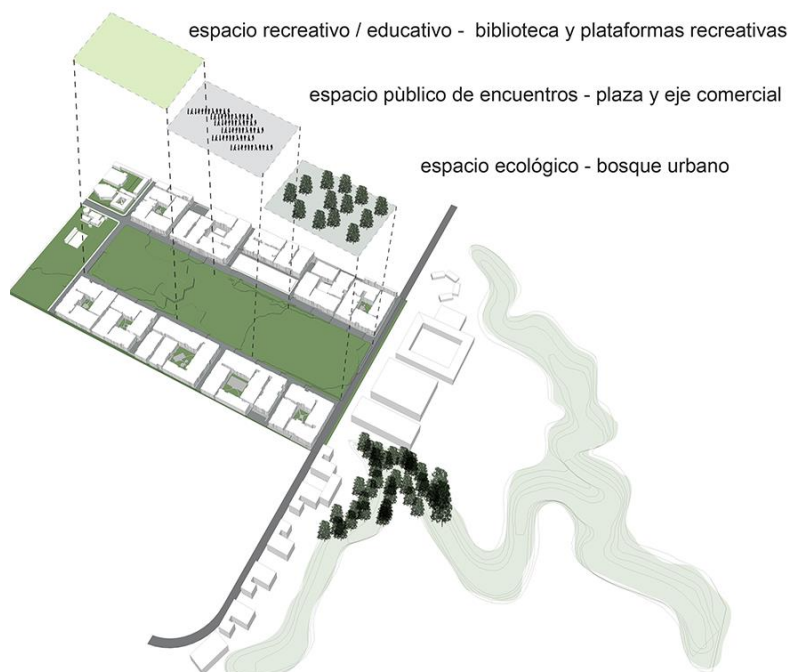 espacio recreativo / educativo - biblioteca y plataformas recreativas
espacio pùblico de encuentros - plaza y eje comercial
espacio ecológico - bosque urbano